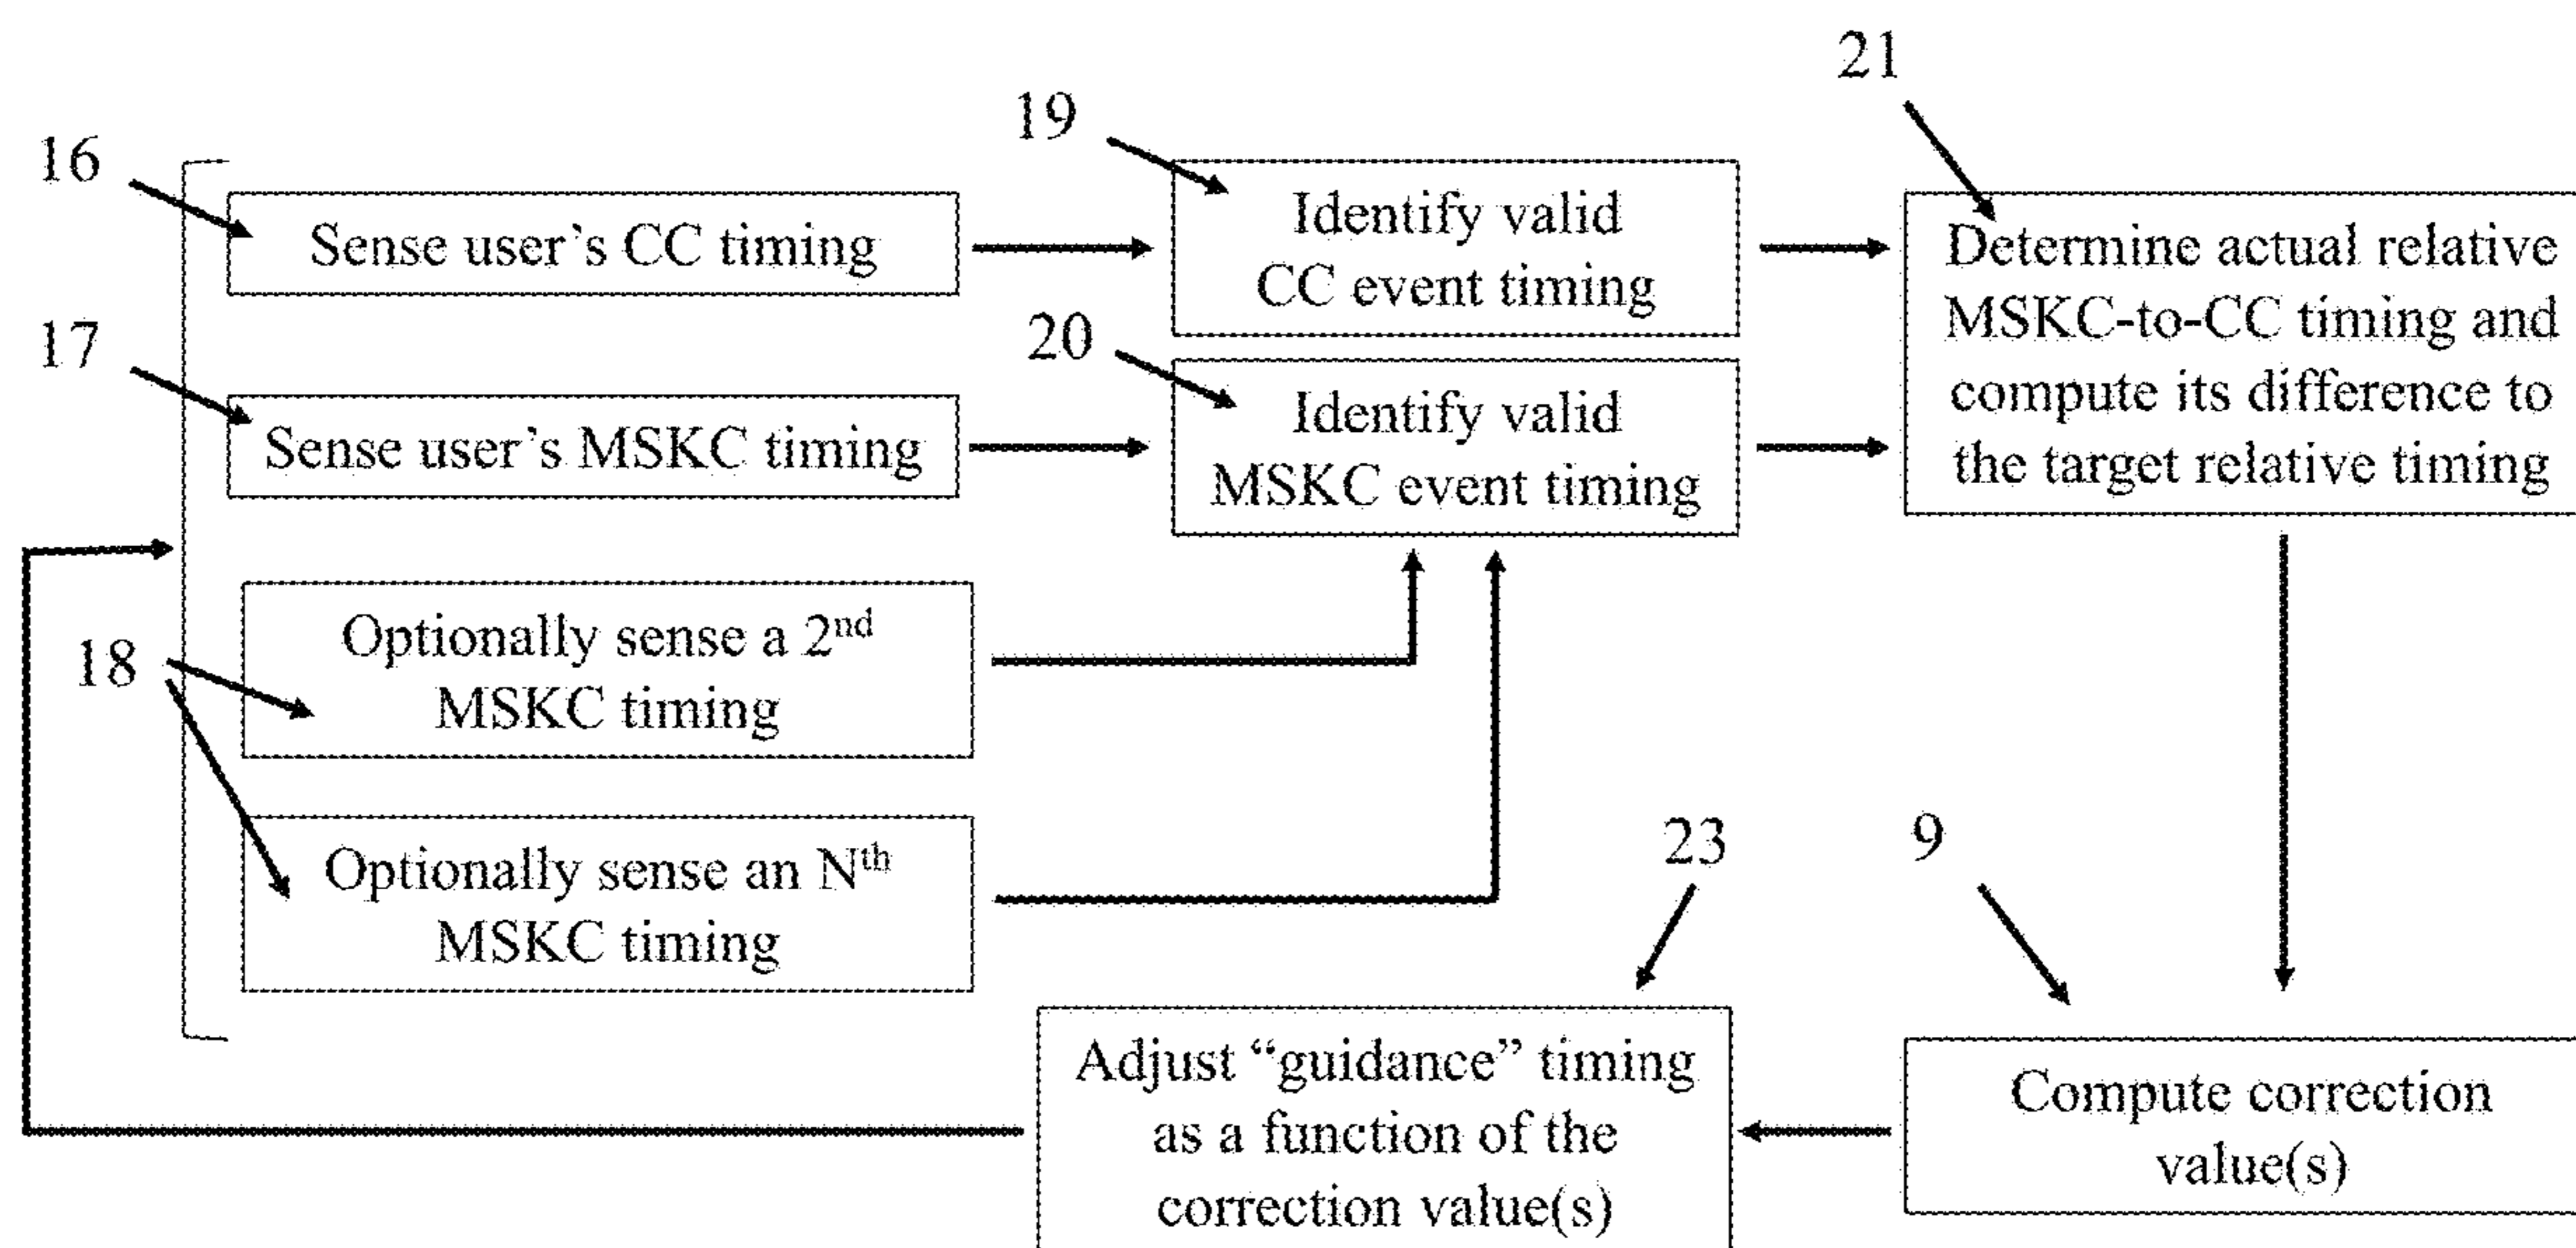 21
19
16
Sense user's CC timing
Identify valid
CC event timing
Determine actual relative
MSKC-to-CC timing and
compute its difference to
the target relative timing
17
20
Sense user's MSKC timing
Identify valid
MSKC event timing
18
Optionally sense a 2nd
MSKC timing
Optionally sense an Nth
MSKC timing
23
9
Adjust “guidance” timing
as a function of the
correction value(s)
Compute correction
value(s)